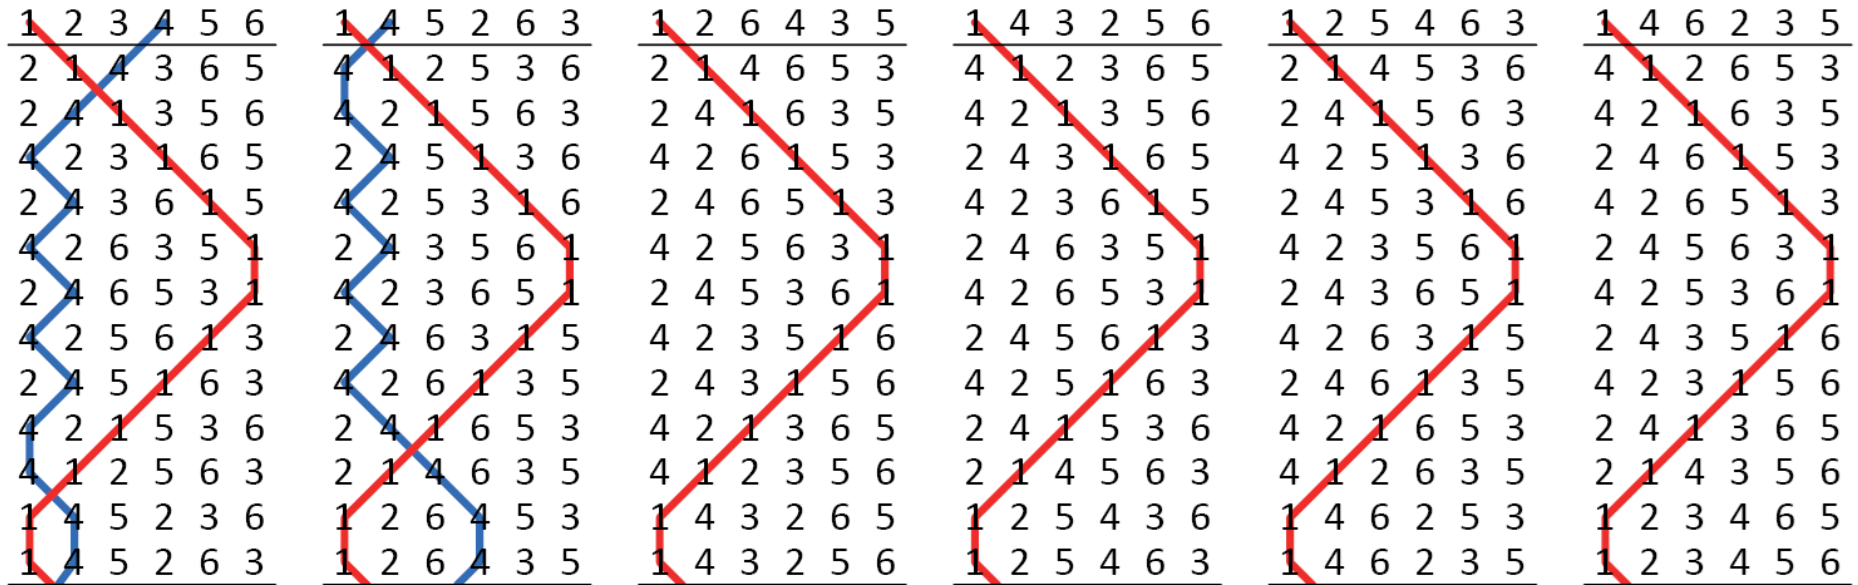 1 2 3 4 5 6
2 1 4 3 6 5
2 4 1 3 5 6
4 2 3 1 6 5
2 4 3 6 1 5
4 2 6 3 5 1
2 4 6 5 3 1
4 2 5 6 1 3
2 4 5 1 6 3
4 2 1 5 3 6
4 1 2 5 6 3
1 4 5 2 3 6
1 4 5 2 6 3
1 4 5 2 6 3
4 1 2 5 3 6
4 2 1 5 6 3
2 4 5 1 3 6
4 2 5 3 1 6
2 4 3 5 6 1
4 2 3 6 5 1
2 4 6 3 1 5
4 2 6 1 3 5
2 4 1 6 5 3
2 1 4 6 3 5
1 2 6 4 5 3
1 2 6 4 3 5
1 2 6 4 3 5
2 1 4 6 5 3
2 4 1 6 3 5
4 2 6 1 5 3
2 4 6 5 1 3
4 2 5 6 3 1
2 4 5 3 6 1
4 2 3 5 1 6
2 4 3 1 5 6
4 2 1 3 6 5
4 1 2 3 5 6
1 4 3 2 6 5
1 4 3 2 5 6
1 4 3 2 5 6
4 1 2 3 6 5
4 2 1 3 5 6
2 4 3 1 6 5
4 2 3 6 1 5
2 4 6 3 5 1
4 2 6 5 3 1
2 4 5 6 1 3
4 2 5 1 6 3
2 4 1 5 3 6
2 1 4 5 6 3
1 2 5 4 3 6
1 2 5 4 6 3
1 2 5 4 6 3
2 1 4 5 3 6
2 4 1 5 6 3
4 2 5 1 3 6
2 4 5 3 1 6
4 2 3 5 6 1
2 4 3 6 5 1
4 2 6 3 1 5
2 4 6 1 3 5
4 2 1 6 5 3
4 1 2 6 3 5
1 4 6 2 5 3
1 4 6 2 3 5
1 4 6 2 3 5
4 1 2 6 5 3
4 2 1 6 3 5
2 4 6 1 5 3
4 2 6 5 1 3
2 4 5 6 3 1
4 2 5 3 6 1
2 4 3 5 1 6
4 2 3 1 5 6
2 4 1 3 6 5
2 1 4 3 5 6
1 2 3 4 6 5
1 2 3 4 5 6